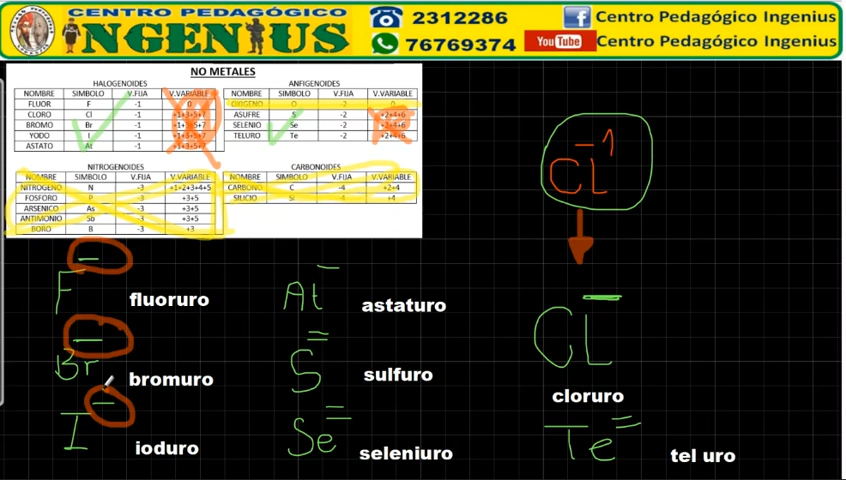 CENTRO PEDAGÓGICO
INGENIUS
2312286
76769374
Centro Pedagógico Ingenius
You Tube Centro Pedagógico Ingenius
NO METALES
HALOGENOIDES
NOMBRE SIMBOLO V.FIJA V.VARIABLE
FLUOR F -1 0
CLORO Cl -1 +1+3+5+7
BROMO Br -1 +1+3+5+7
YODO I -1 +1+3+5+7
ASTATO At -1 +1+3+5+7
ANFIGENOIDES
NOMBRE SIMBOLO V.FIJA V.VARIABLE
OXIGENO O -2 0
ASUFRE S -2 +2+4+6
SELENIO Se -2 +2+4+6
TELURO Te -2 +2+4+6
NITROGENOIDES
NOMBRE SIMBOLO V.FIJA V.VARIABLE
NITROGENO N -3 +1+2+3+4+5
FOSFORO P -3 +3+5
ARSENICO As -3 +3+5
ANTIMONIO Sb -3 +3+5
BORO B -3 +3
CARBONOIDES
NOMBRE SIMBOLO V.FIJA V.VARIABLE
CARBONO C -4 +2+4
SILICIO Si -4 +4
CL-1
F- fluoruro
Br- bromuro
I- ioduro
At- astaturo
S= sulfuro
Se= seleniuro
CL-
cloruro
Te= tel uro